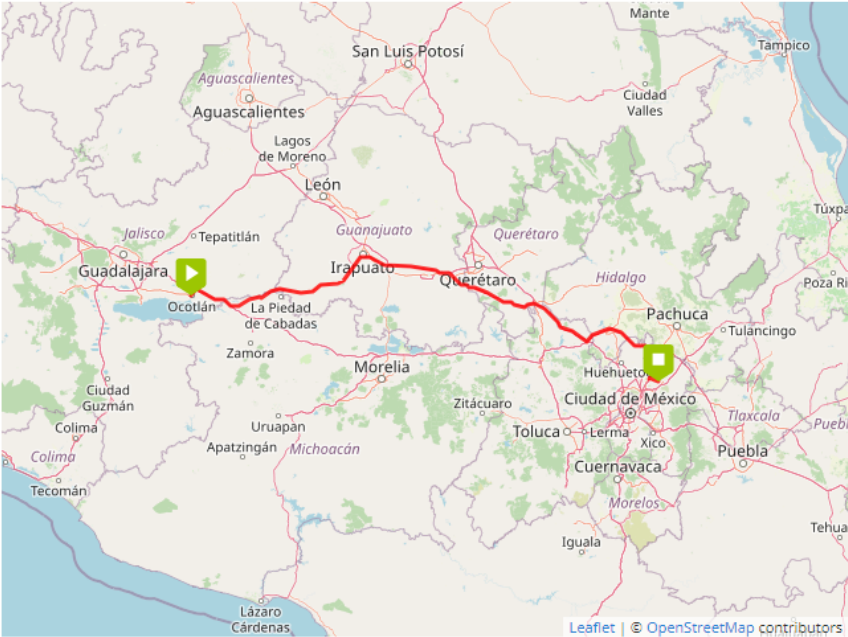 Mante
San Luis Potosí
Tampico
Aguascalientes
Aguascalientes
Ciudad
Valles
Lagos
de Moreno
León
Túxpa
Jalisco
Tepatitlán
Guanajuato
Querétaro
Guadalajara
Irapuato
Querétaro
Hidalgo
Poza Ri
Ocotlán
La Piedad
de Cabadas
Pachuca
Tulancingo
Zamora
Morelia
Huehueto
Ciudad
Guzmán
Zitácuaro
Ciudad de México
Tlaxcala
Colima
Uruapan
Toluca
Lerma
Xico
Puebl
Apatzingán
Michoacán
Puebla
Colima
Cuernavaca
Tecomán
Morelos
Tehua
Iguala
Lázaro
Cárdenas
Leaflet | © OpenStreetMap contributors